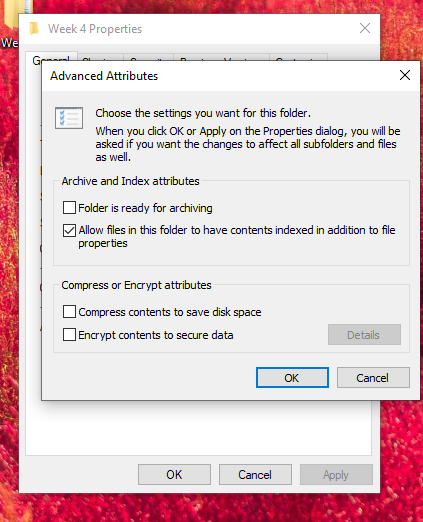 We
Week 4 Properties
General
Advanced Attributes
Choose the settings you want for this folder.
When you click OK or Apply on the Properties dialog, you will be
asked if you want the changes to affect all subfolders and files
as well.
Archive and Index attributes
Folder is ready for archiving
Allow files in this folder to have contents indexed in addition to file
properties
Compress or Encrypt attributes
Compress contents to save disk space
Encrypt contents to secure data
Details
OK Cancel
OK Cancel Apply